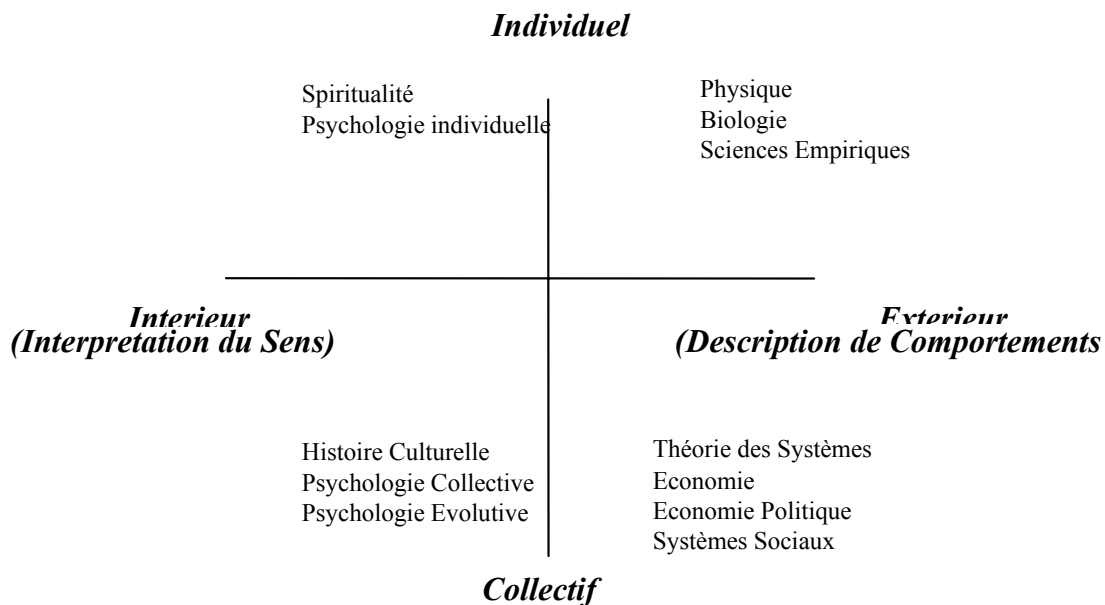 Individuel
Spiritualité
Psychologie individuelle
Physique
Biologie
Sciences Empiriques
Interieur
(Interpretation du Sens)
Exterieur
(Description de Comportements
Histoire Culturelle
Psychologie Collective
Psychologie Evolutive
Théorie des Systèmes
Economie
Economie Politique
Systèmes Sociaux
Collectif